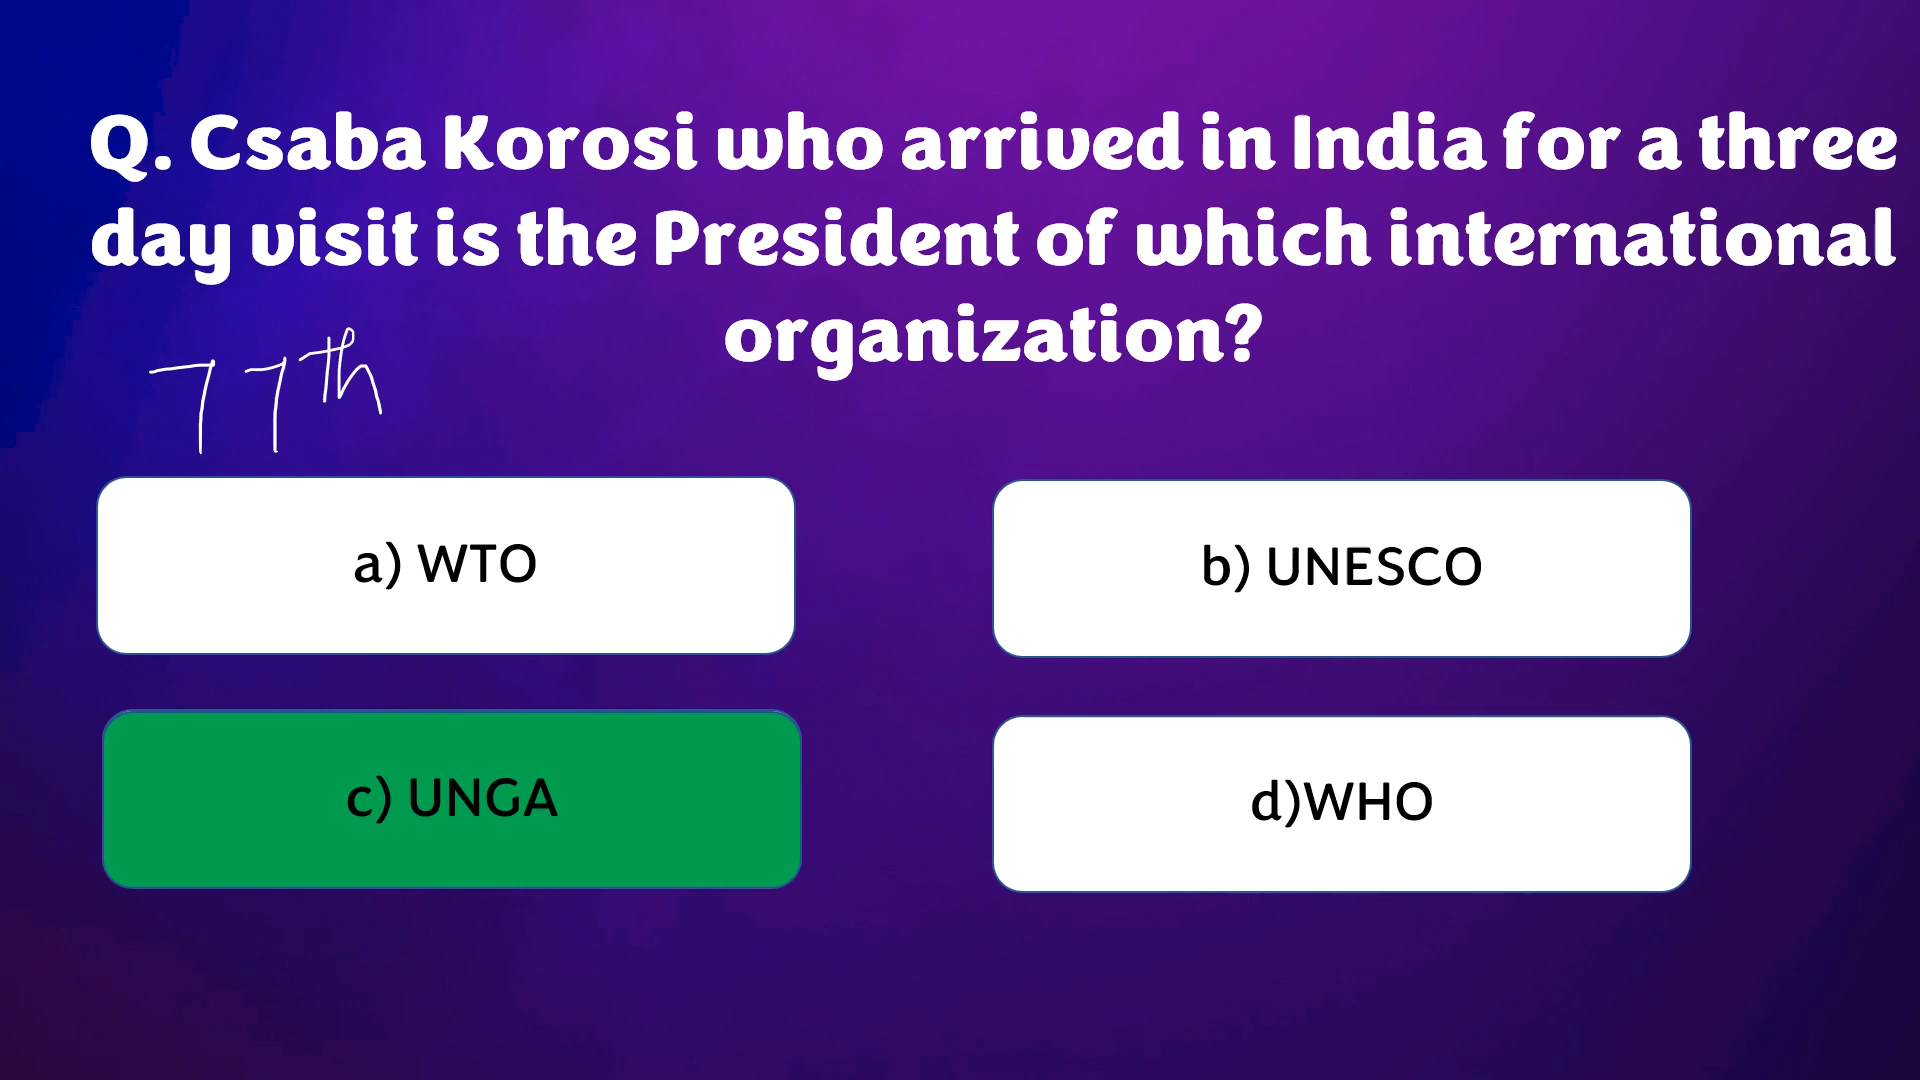 Q. Csaba Korosi who arrived in India for a three
day visit is the President of which international
organization?
77th
a) WTO
b) UNESCO
c) UNGA
d)WHO